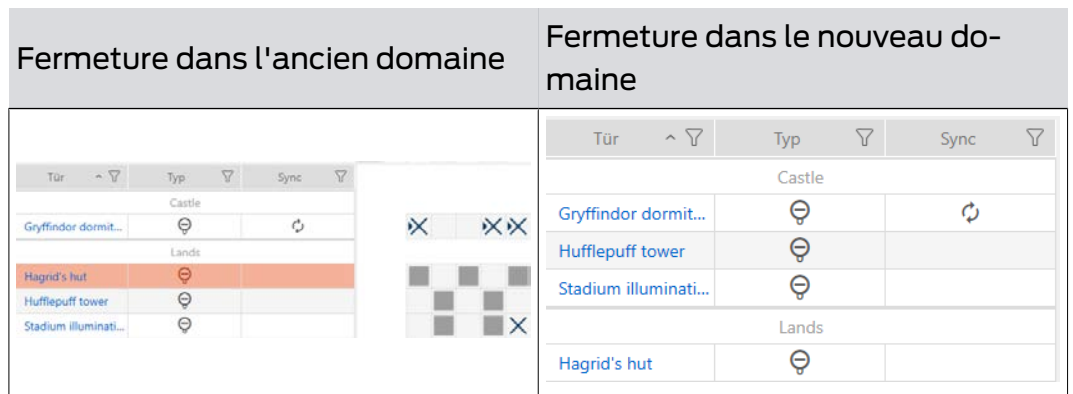 Fermeture dans l'ancien domaine
Fermeture dans le nouveau do-
maine
Tür Typ Sync
Castle
Gryffindor dormit...
Lands
Hagrid's hut
Hufflepuff tower
Stadium illuminati...
Tür Typ Sync
Castle
Gryffindor dormit...
Hufflepuff tower
Stadium illuminati...
Lands
Hagrid's hut